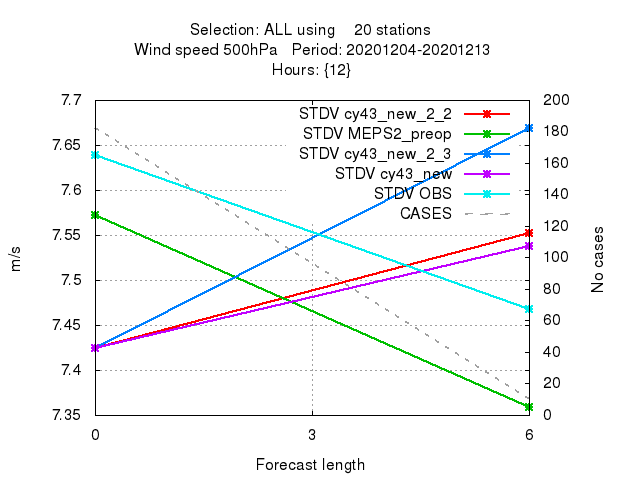 Selection: ALL using 20 stations
Wind speed 500hPa Period: 20201204-20201213
Hours: {12}
7.7
7.65
7.6
7.55
7.5
7.45
7.4
7.35
200
180
160
140
120
100
80
60
40
20
0
STDV cy43_new_2_2
STDV MEPS2_preop
STDV cy43_new_2_3
STDV cy43_new
STDV OBS
CASES
m/s
No cases
0 3 6
Forecast length